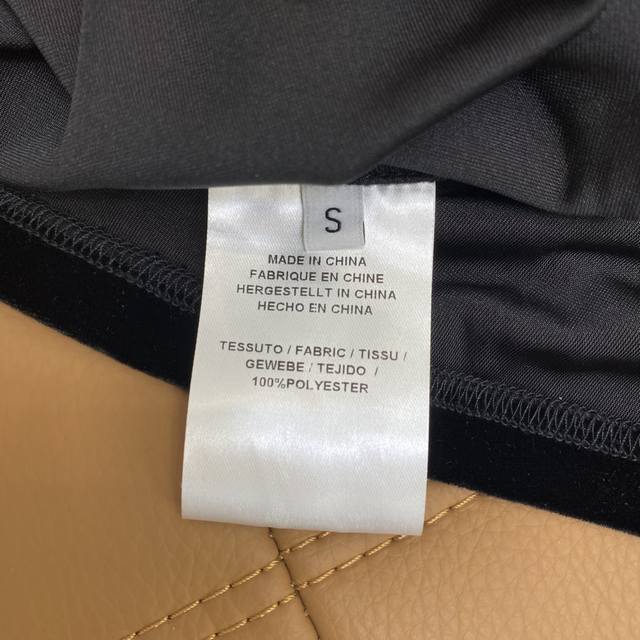 S
MADE IN CHINA
FABRIQUE EN CHINE
HERGESTELLT IN CHINA
HECHO EN CHINA
TESSUTO / FABRIC / TISSU /
GEWEBE / TEJIDO /
100%POLYESTER